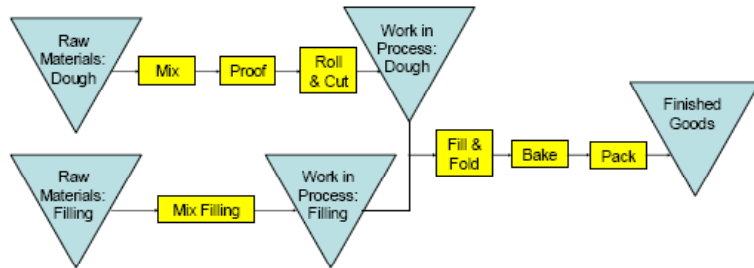 Raw
Materials:
Dough
Mix
Proof
Roll
& Cut
Work in
Process:
Dough
Raw
Materials:
Filling
Mix Filling
Work in
Process:
Filling
Fill &
Fold
Bake
Pack
Finished
Goods